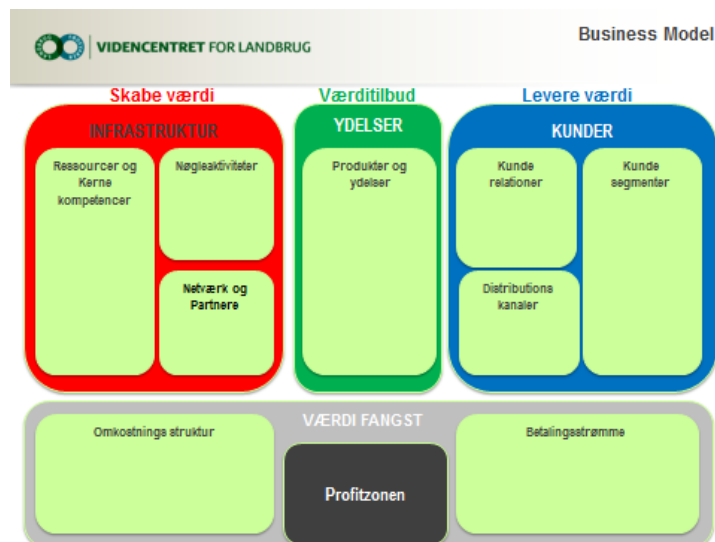 VIDENCENTRET FOR LANDBRUG
Business Model
Skabe værdi
Værditilbud
Levere værdi
INFRASTRUKTUR
YDELSER
KUNDER
Ressourcer og
Kerne
kompetencer
Nøgleaktiviteter
Produkter og
ydelser
Kunde
relationer
Kunde
segmenter
Netværk og
Partnere
Distributions
kanaler
VÆRDI FANGST
Omkostnings struktur
Betalingsstrømme
Profitzonen